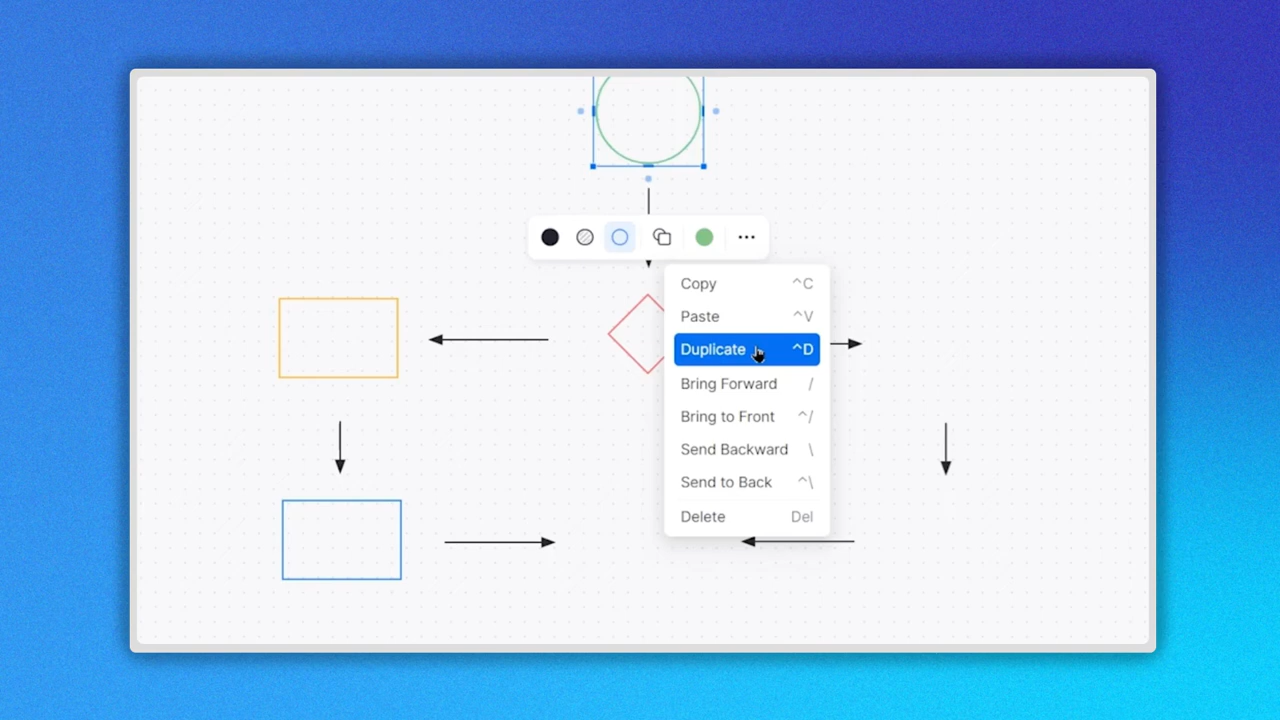 Copy ^C
Paste ^V
Duplicate ^D
Bring Forward /
Bring to Front ^/
Send Backward \
Send to Back ^\
Delete Del